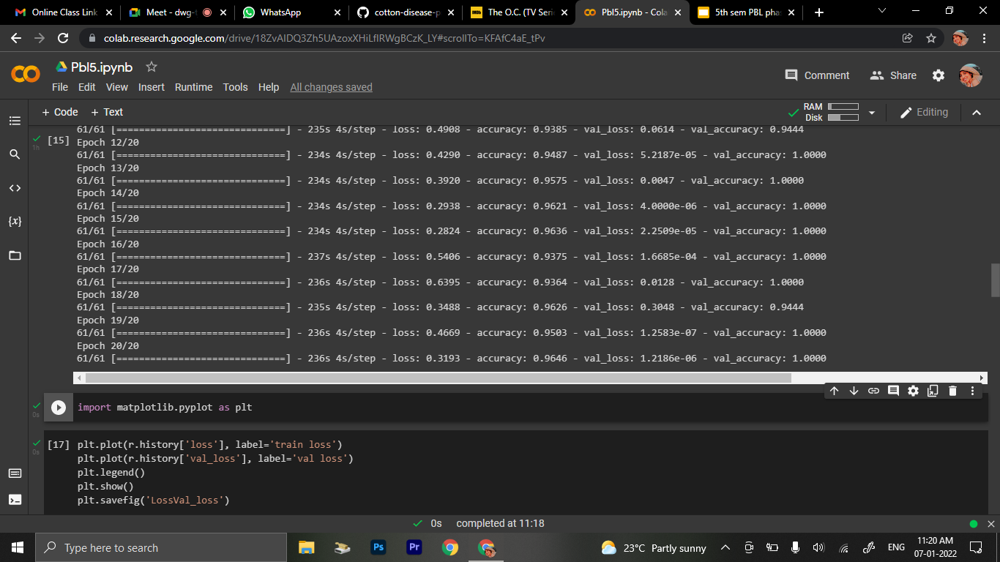 Online Class Link
Meet - dwg-t
WhatsApp
cotton-disease-p
The O.C. (TV Seri
Pbl5.ipynb - Cola
5th sem PBL phas
colab.research.google.com/drive/18ZvAIDQ3Zh5UAzoxXHiLfIRWgBCzK_LY#scrollTo=KFAfC4aE_tPv
Pbl5.ipynb
Comment
Share
File Edit View Insert Runtime Tools Help All changes saved
+ Code + Text
RAM
Disk
Editing
[15]
1h
61/61 [==============================] - 235s 4s/step - loss: 0.4908 - accuracy: 0.9385 - val_loss: 0.0614 - val_accuracy: 0.9444
Epoch 12/20
61/61 [==============================] - 234s 4s/step - loss: 0.4290 - accuracy: 0.9487 - val_loss: 5.2187e-05 - val_accuracy: 1.0000
Epoch 13/20
61/61 [==============================] - 234s 4s/step - loss: 0.3920 - accuracy: 0.9575 - val_loss: 0.0047 - val_accuracy: 1.0000
Epoch 14/20
61/61 [==============================] - 234s 4s/step - loss: 0.2938 - accuracy: 0.9621 - val_loss: 4.0000e-06 - val_accuracy: 1.0000
Epoch 15/20
61/61 [==============================] - 234s 4s/step - loss: 0.2824 - accuracy: 0.9636 - val_loss: 2.2509e-05 - val_accuracy: 1.0000
Epoch 16/20
61/61 [==============================] - 237s 4s/step - loss: 0.5406 - accuracy: 0.9375 - val_loss: 1.6685e-04 - val_accuracy: 1.0000
Epoch 17/20
61/61 [==============================] - 236s 4s/step - loss: 0.6395 - accuracy: 0.9364 - val_loss: 0.0128 - val_accuracy: 1.0000
Epoch 18/20
61/61 [==============================] - 235s 4s/step - loss: 0.3488 - accuracy: 0.9626 - val_loss: 0.3048 - val_accuracy: 0.9444
Epoch 19/20
61/61 [==============================] - 236s 4s/step - loss: 0.4669 - accuracy: 0.9503 - val_loss: 1.2583e-07 - val_accuracy: 1.0000
Epoch 20/20
61/61 [==============================] - 236s 4s/step - loss: 0.3193 - accuracy: 0.9646 - val_loss: 1.2186e-06 - val_accuracy: 1.0000
0s
import matplotlib.pyplot as plt
[17]
0s
plt.plot(r.history['loss'], label='train loss')
plt.plot(r.history['val_loss'], label='val loss')
plt.legend()
plt.show()
plt.savefig('LossVal_loss')
0s completed at 11:18
Type here to search
Ps
Pr
23°C Partly sunny
ENG
11:20 AM
07-01-2022